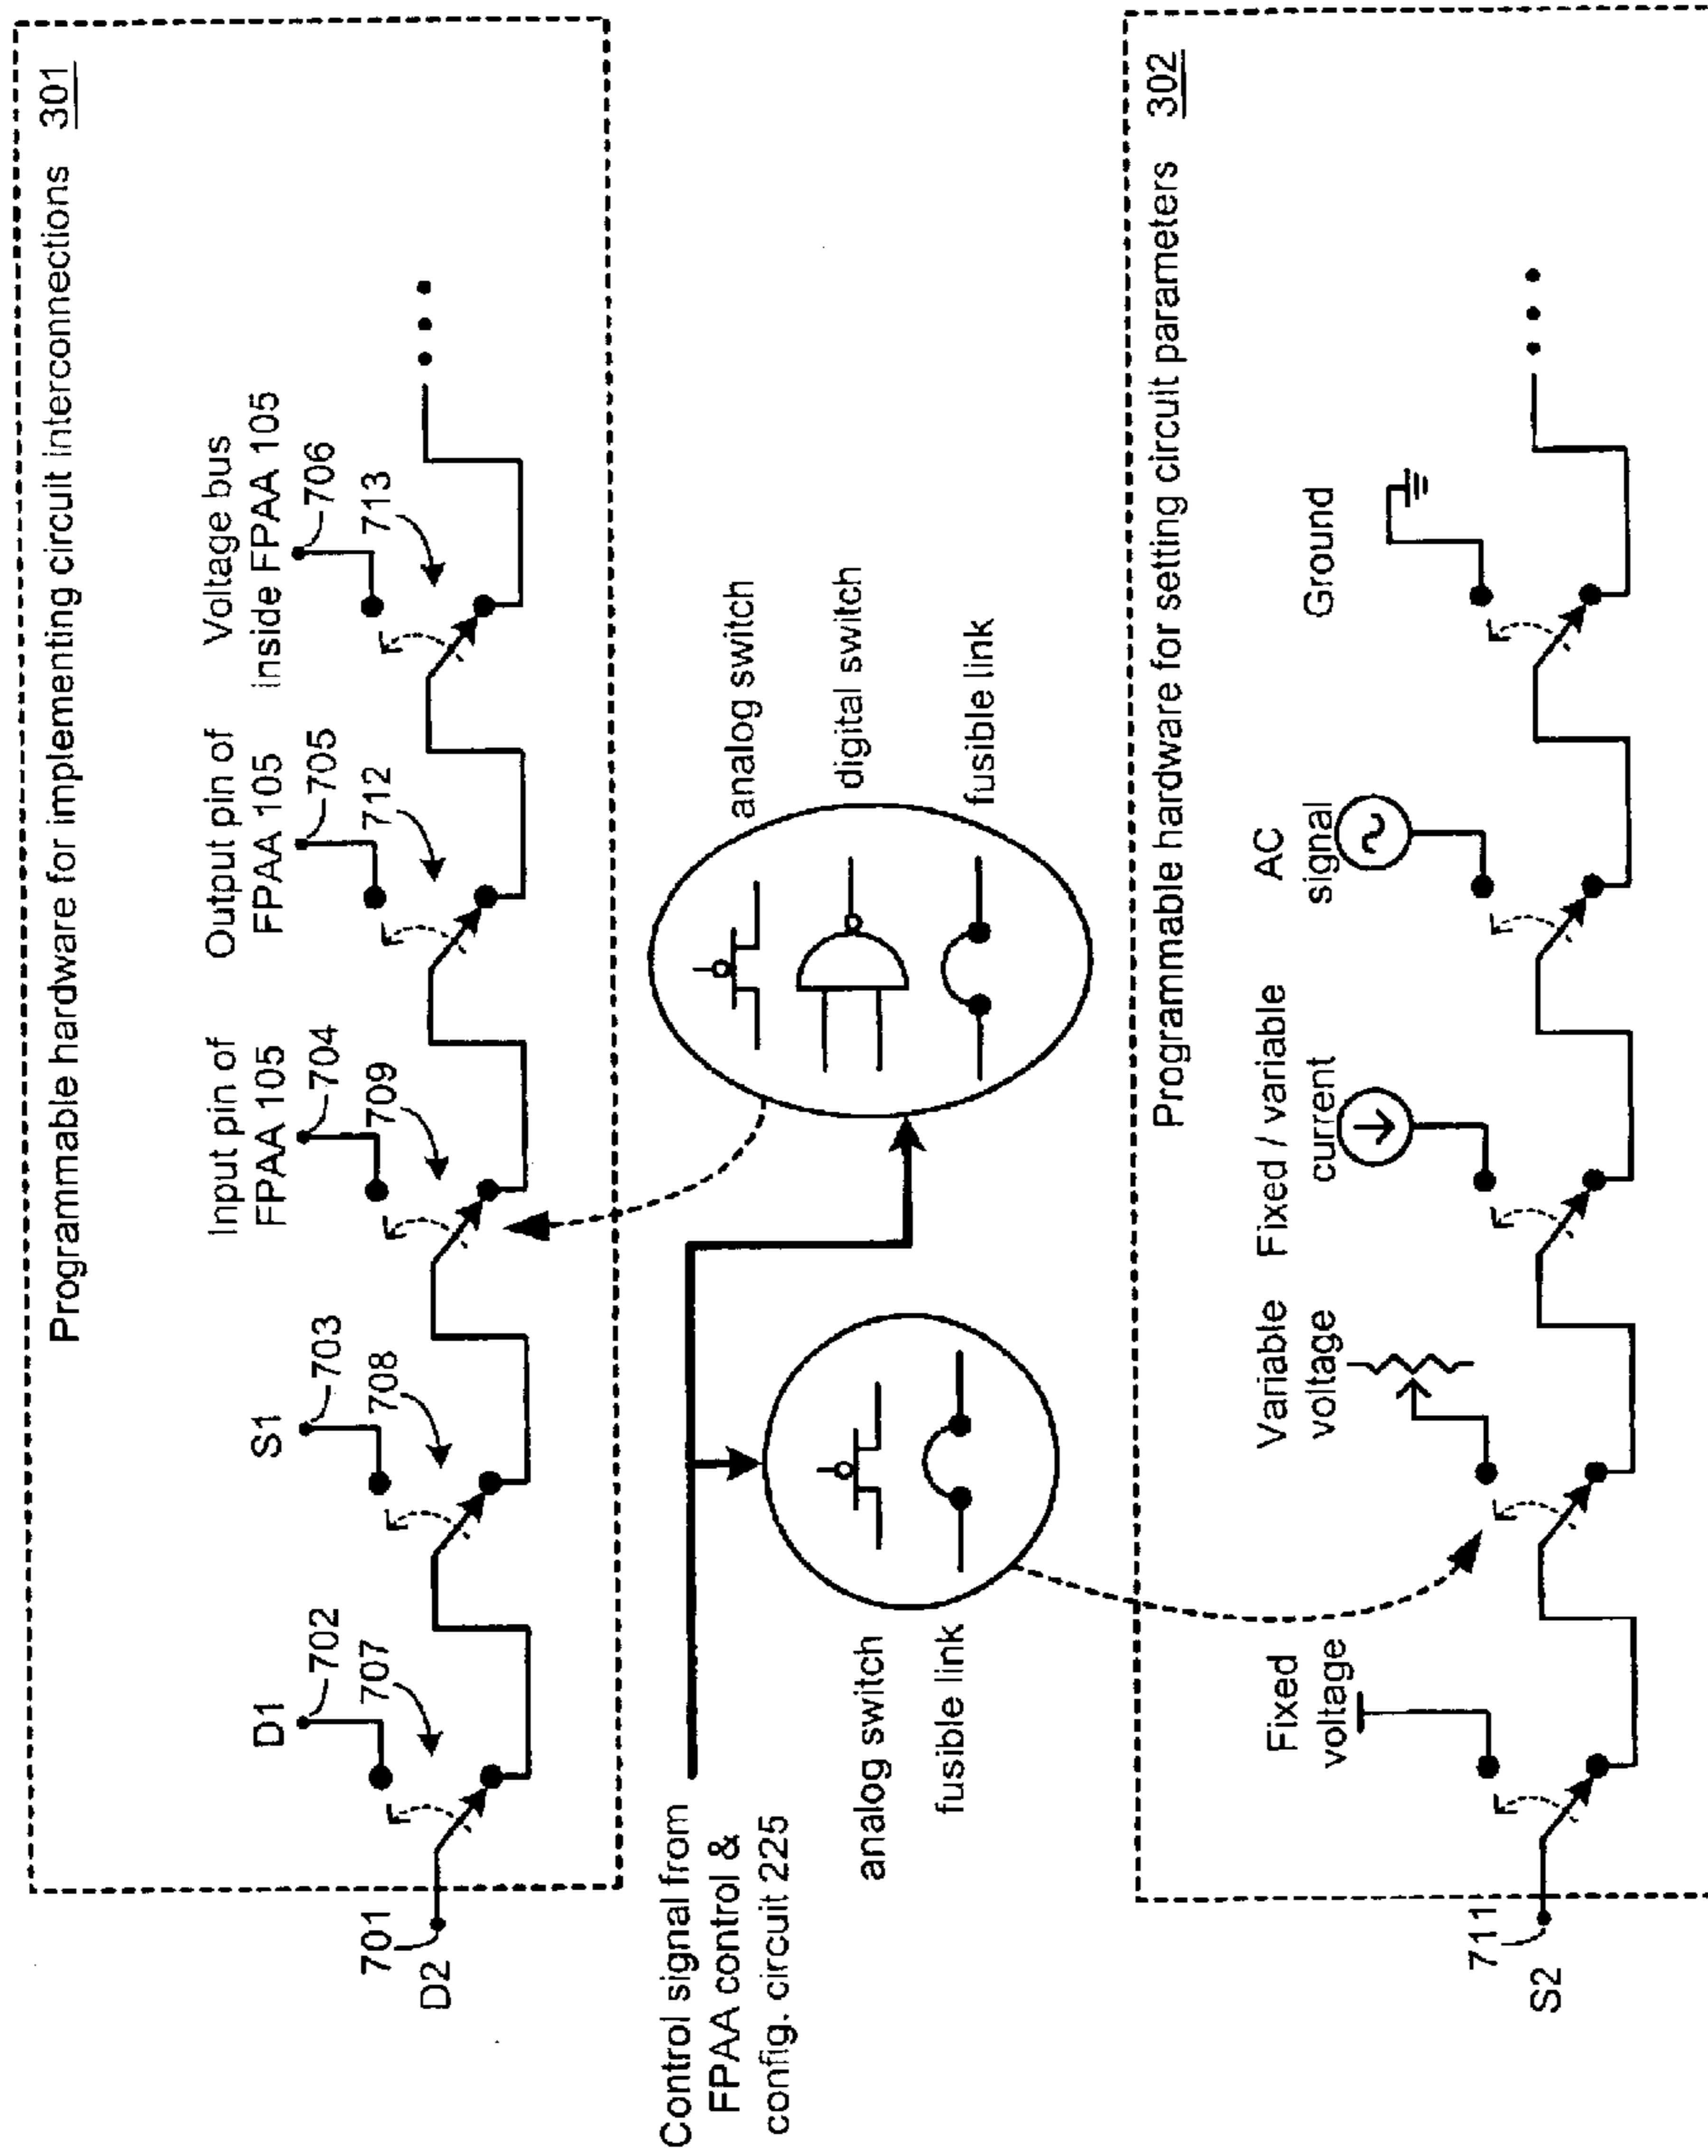 Programmable hardware for implementing circuit interconnections 301
D1
702
707
S1
703
708
Input pin of
FPAA 105
704
709
Output pin of
FPAA 105
705
712
Voltage bus
inside FPAA 105
706
713
701
D2
Control signal from
FPAA control &
config. circuit 225
analog switch
fusible link
analog switch
digital switch
fusible link
Programmable hardware for setting circuit parameters 302
Fixed
voltage
Variable
voltage
Fixed / variable
current
AC
signal
Ground
711
S2